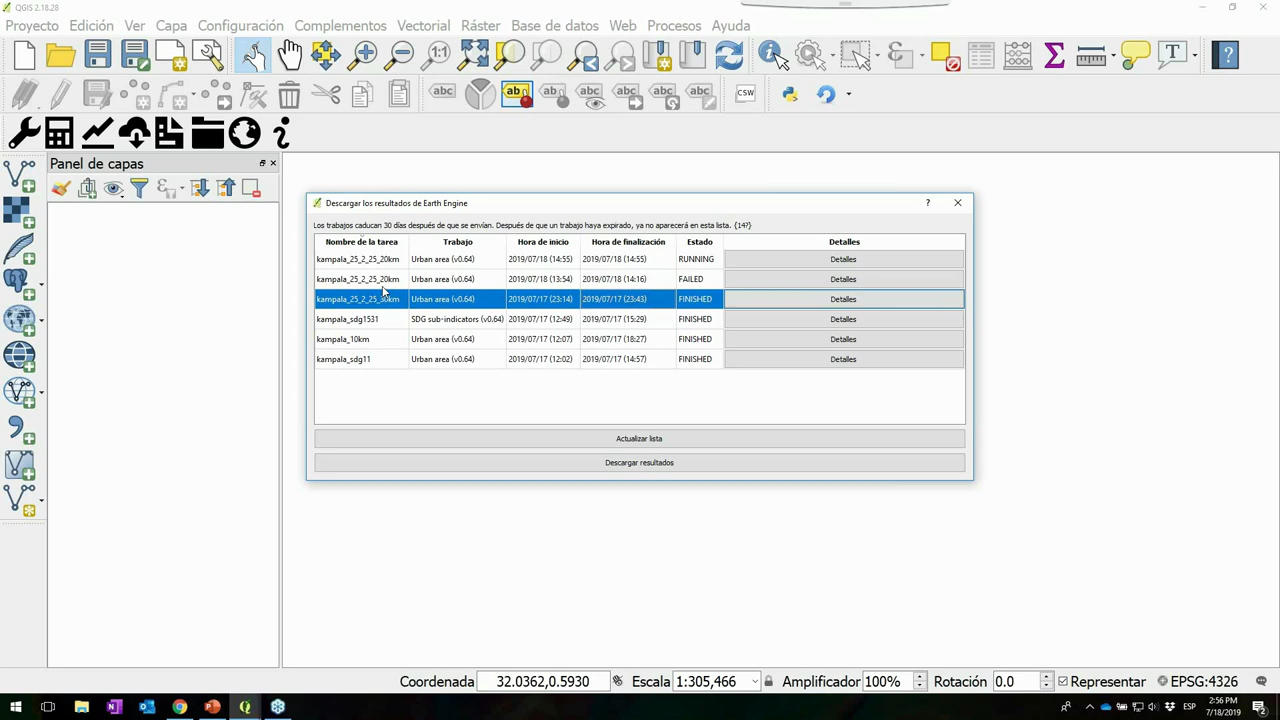 QGIS 2.18.28
Proyecto Edición Ver Capa Configuración Complementos Vectorial Ráster Base de datos Web Procesos Ayuda
abc ab abc abc abc abc abc CSW
Panel de capas
Descargar los resultados de Earth Engine
Los trabajos caducan 30 días después de que se envían. Después de que un trabajo haya expirado, ya no aparecerá en esta lista. {14?}
Nombre de la tarea Trabajo Hora de inicio Hora de finalización Estado Detalles
kampala_25_2_25_20km Urban area (v0.64) 2019/07/18 (14:55) 2019/07/18 (14:55) RUNNING Detalles
kampala_25_2_25_20km Urban area (v0.64) 2019/07/18 (13:54) 2019/07/18 (14:16) FAILED Detalles
kampala_25_2_25_30km Urban area (v0.64) 2019/07/17 (23:14) 2019/07/17 (23:43) FINISHED Detalles
kampala_sdg1531 SDG sub-indicators (v0.64) 2019/07/17 (12:49) 2019/07/17 (15:29) FINISHED Detalles
kampala_10km Urban area (v0.64) 2019/07/17 (12:07) 2019/07/17 (18:27) FINISHED Detalles
kampala_sdg11 Urban area (v0.64) 2019/07/17 (12:02) 2019/07/17 (14:57) FINISHED Detalles
Actualizar lista
Descargar resultados
Coordenada 32.0362,0.5930 Escala 1:305,466 Amplificador 100% Rotación 0.0 Representar EPSG:4326
ESP 2:56 PM
7/18/2019